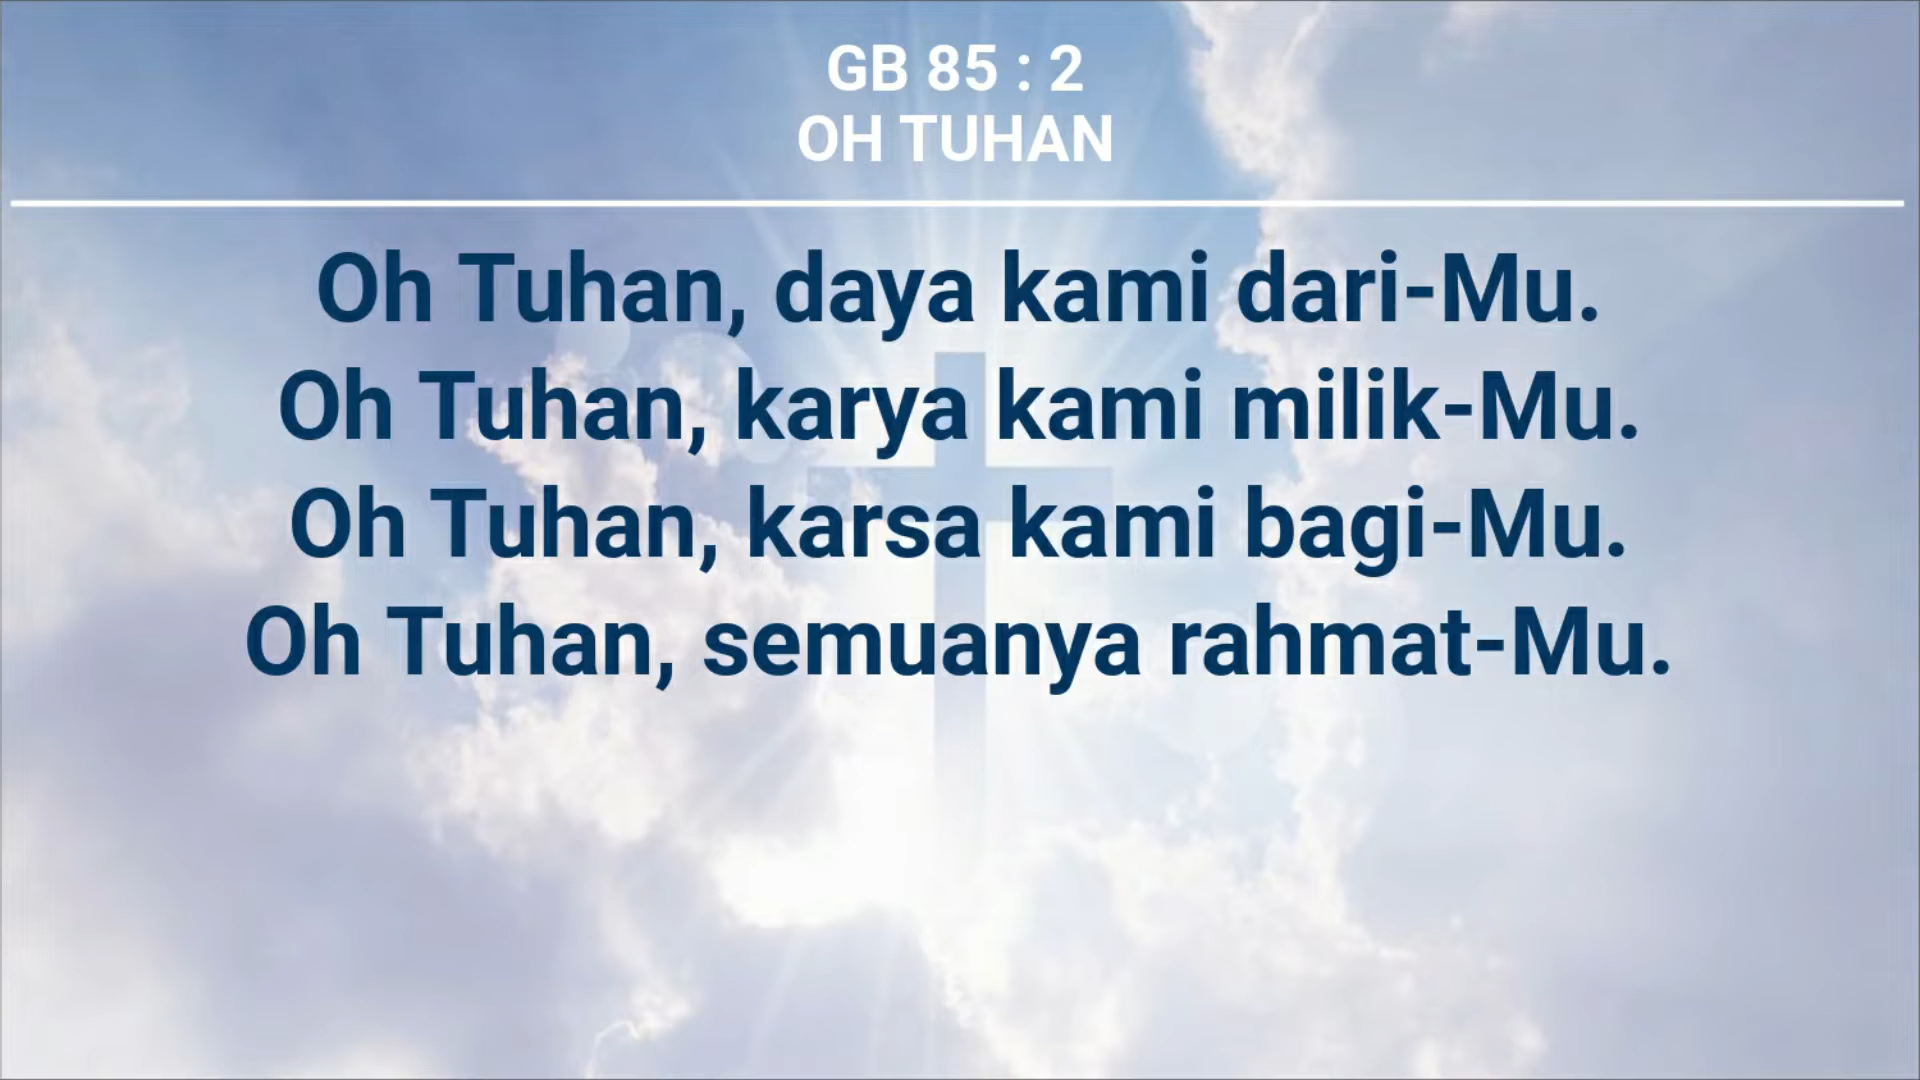 GB 85 : 2
OH TUHAN
Oh Tuhan, daya kami dari-Mu.
Oh Tuhan, karya kami milik-Mu.
Oh Tuhan, karsa kami bagi-Mu.
Oh Tuhan, semuanya rahmat-Mu.